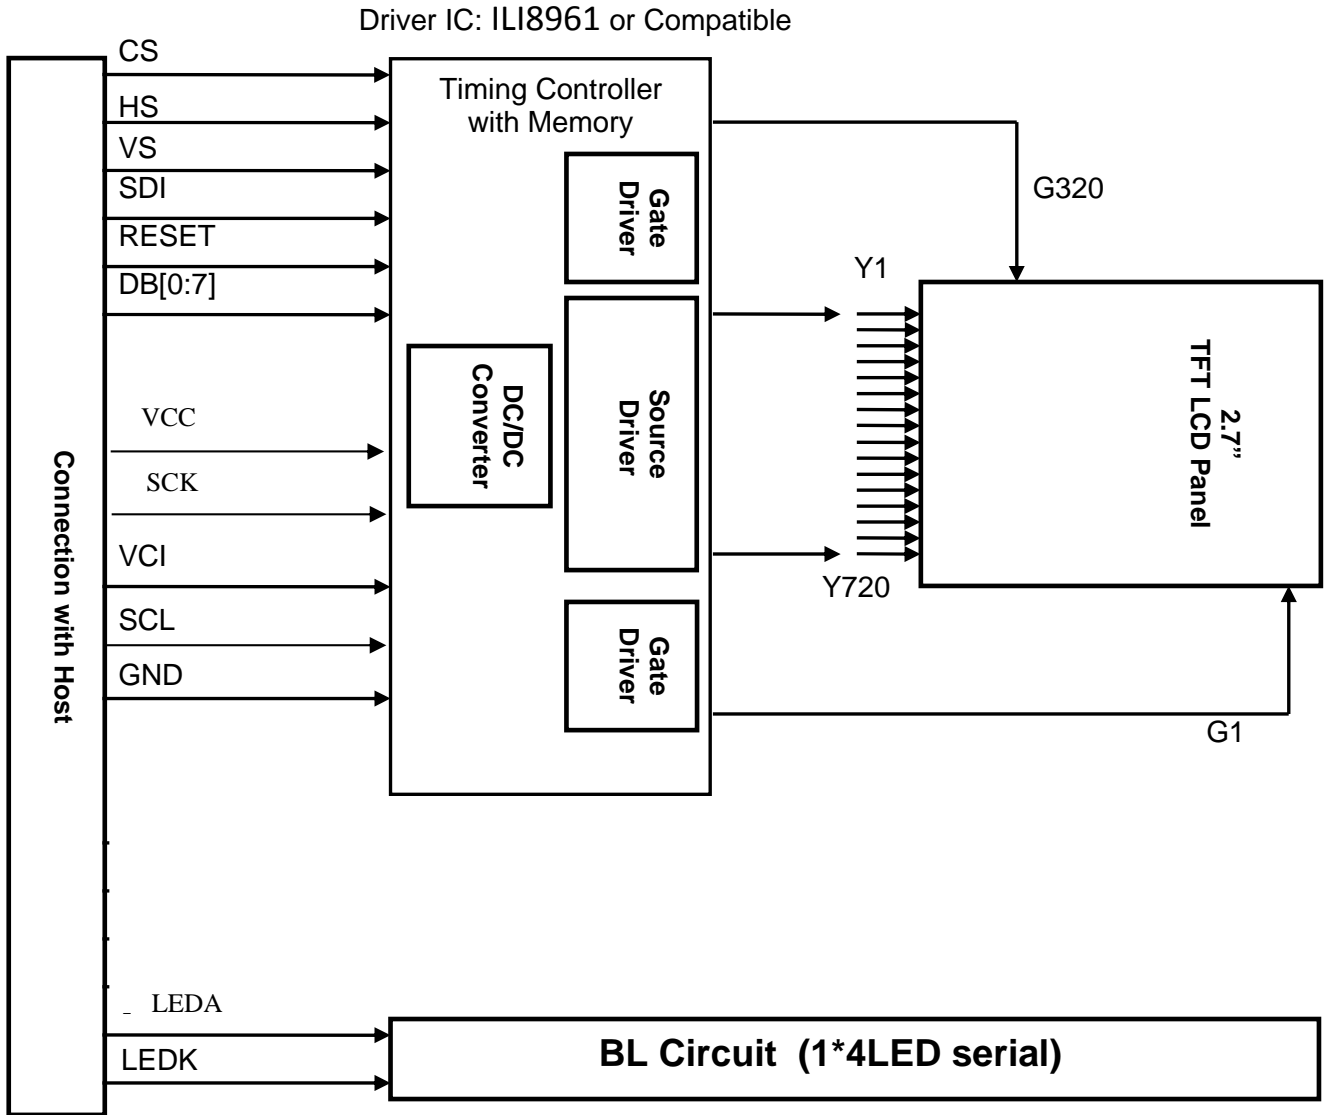 Driver IC: ILI8961 or Compatible
CS
HS
VS
SDI
RESET
DB[0:7]
VCC
SCK
VCI
SCL
GND
_ LEDA
LEDK
Connection with Host
Timing Controller
with Memory
Gate
Driver
DC/DC
Converter
Source
Driver
Gate
Driver
G320
Y1
Y720
G1
2.7”
TFT LCD Panel
BL Circuit (1*4LED serial)